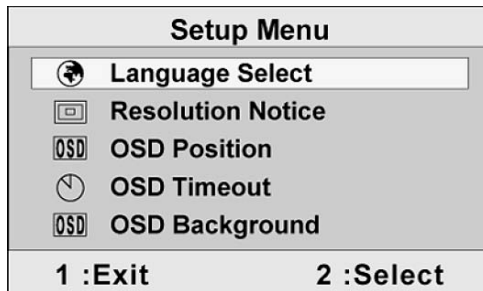 Setup Menu
Language Select
Resolution Notice
OSD OSD Position
OSD Timeout
OSD OSD Background
1 :Exit 2 :Select